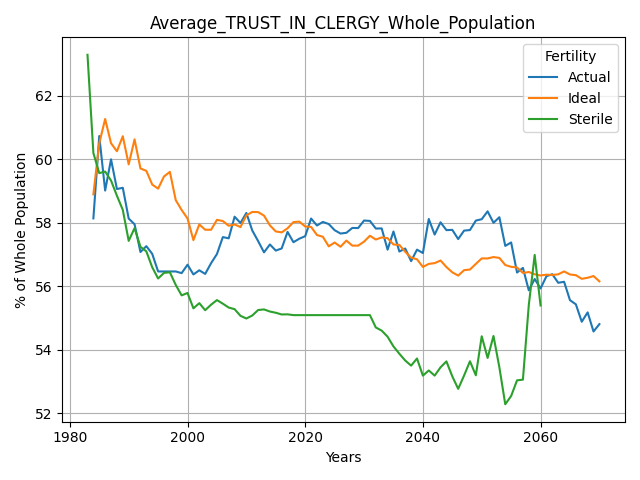 Average_TRUST_IN_CLERGY_Whole_Population
Fertility
Actual
Ideal
Sterile
% of Whole Population
62
60
58
56
54
52
1980
2000
2020
2040
2060
Years